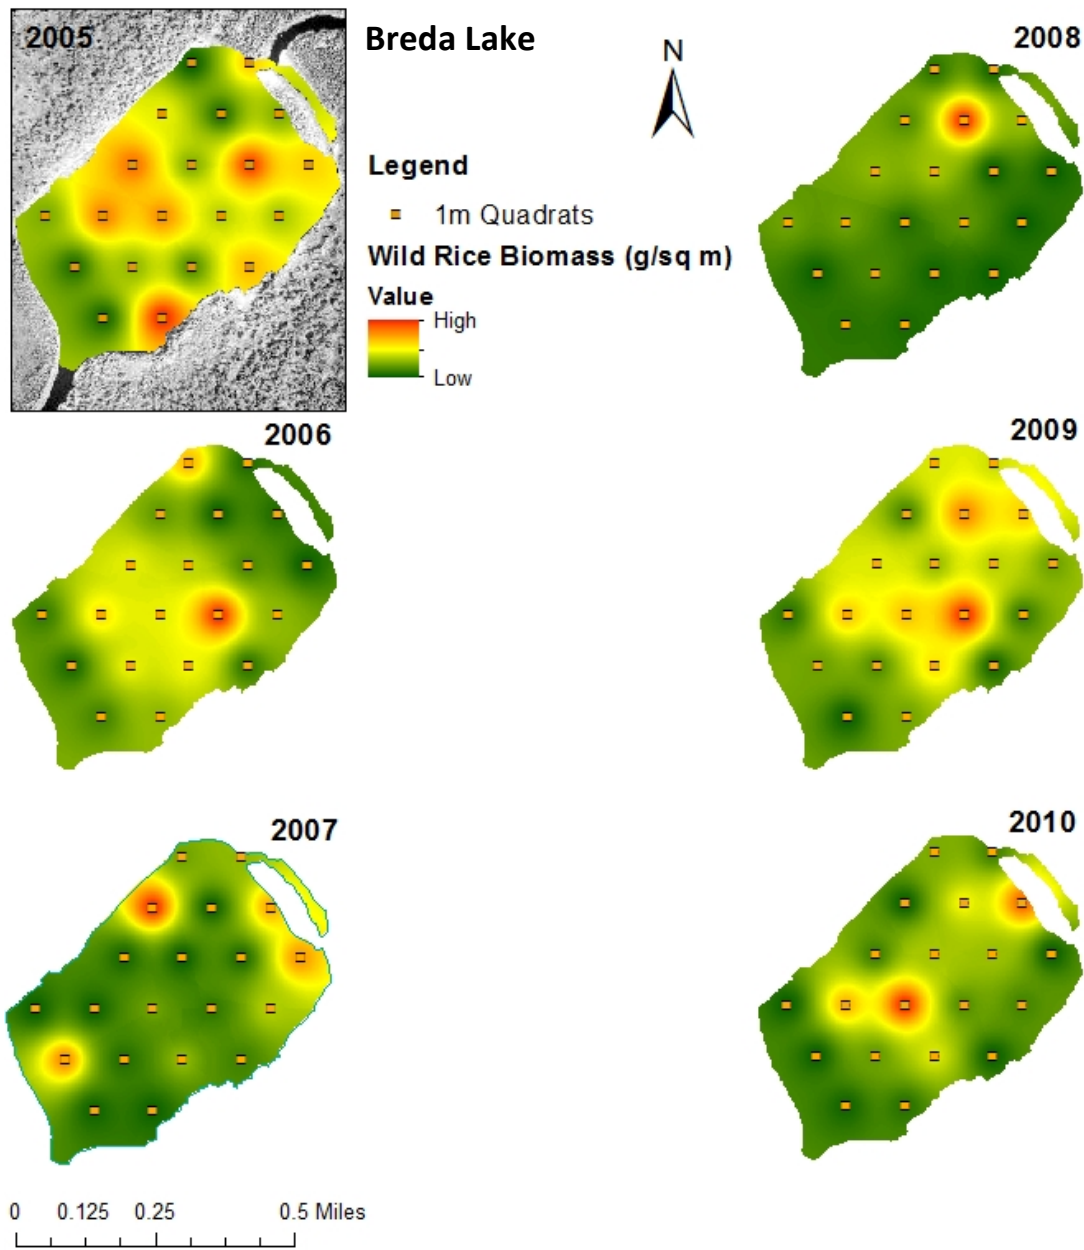 2005
Breda Lake
N
2008
Legend
1m Quadrats
Wild Rice Biomass (g/sq m)
Value
High
Low
2006
2009
2007
2010
0 0.125 0.25 0.5 Miles